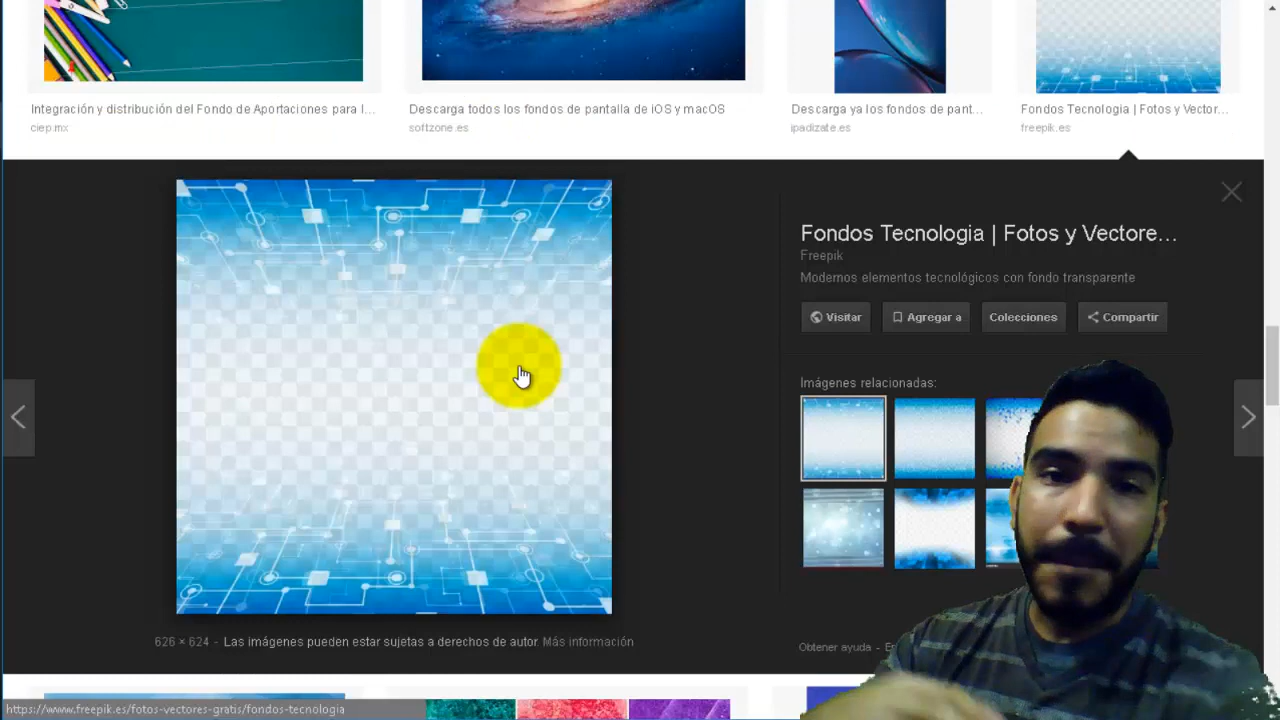 Integración y distribución del Fondo de Aportaciones para l...
ciep.mx
Descarga todos los fondos de pantalla de iOS y macOS
softzone.es
Descarga ya los fondos de pant...
ipadizate.es
Fondos Tecnologia | Fotos y Vector...
freepik.es
Fondos Tecnologia | Fotos y Vectore...
Freepik
Modernos elementos tecnológicos con fondo transparente
Visitar
Agregar a
Colecciones
Compartir
Imágenes relacionadas:
626 × 624 - Las imágenes pueden estar sujetas a derechos de autor. Más información
Obtener ayuda -
https://www.freepik.es/fotos-vectores-gratis/fondos-tecnologia